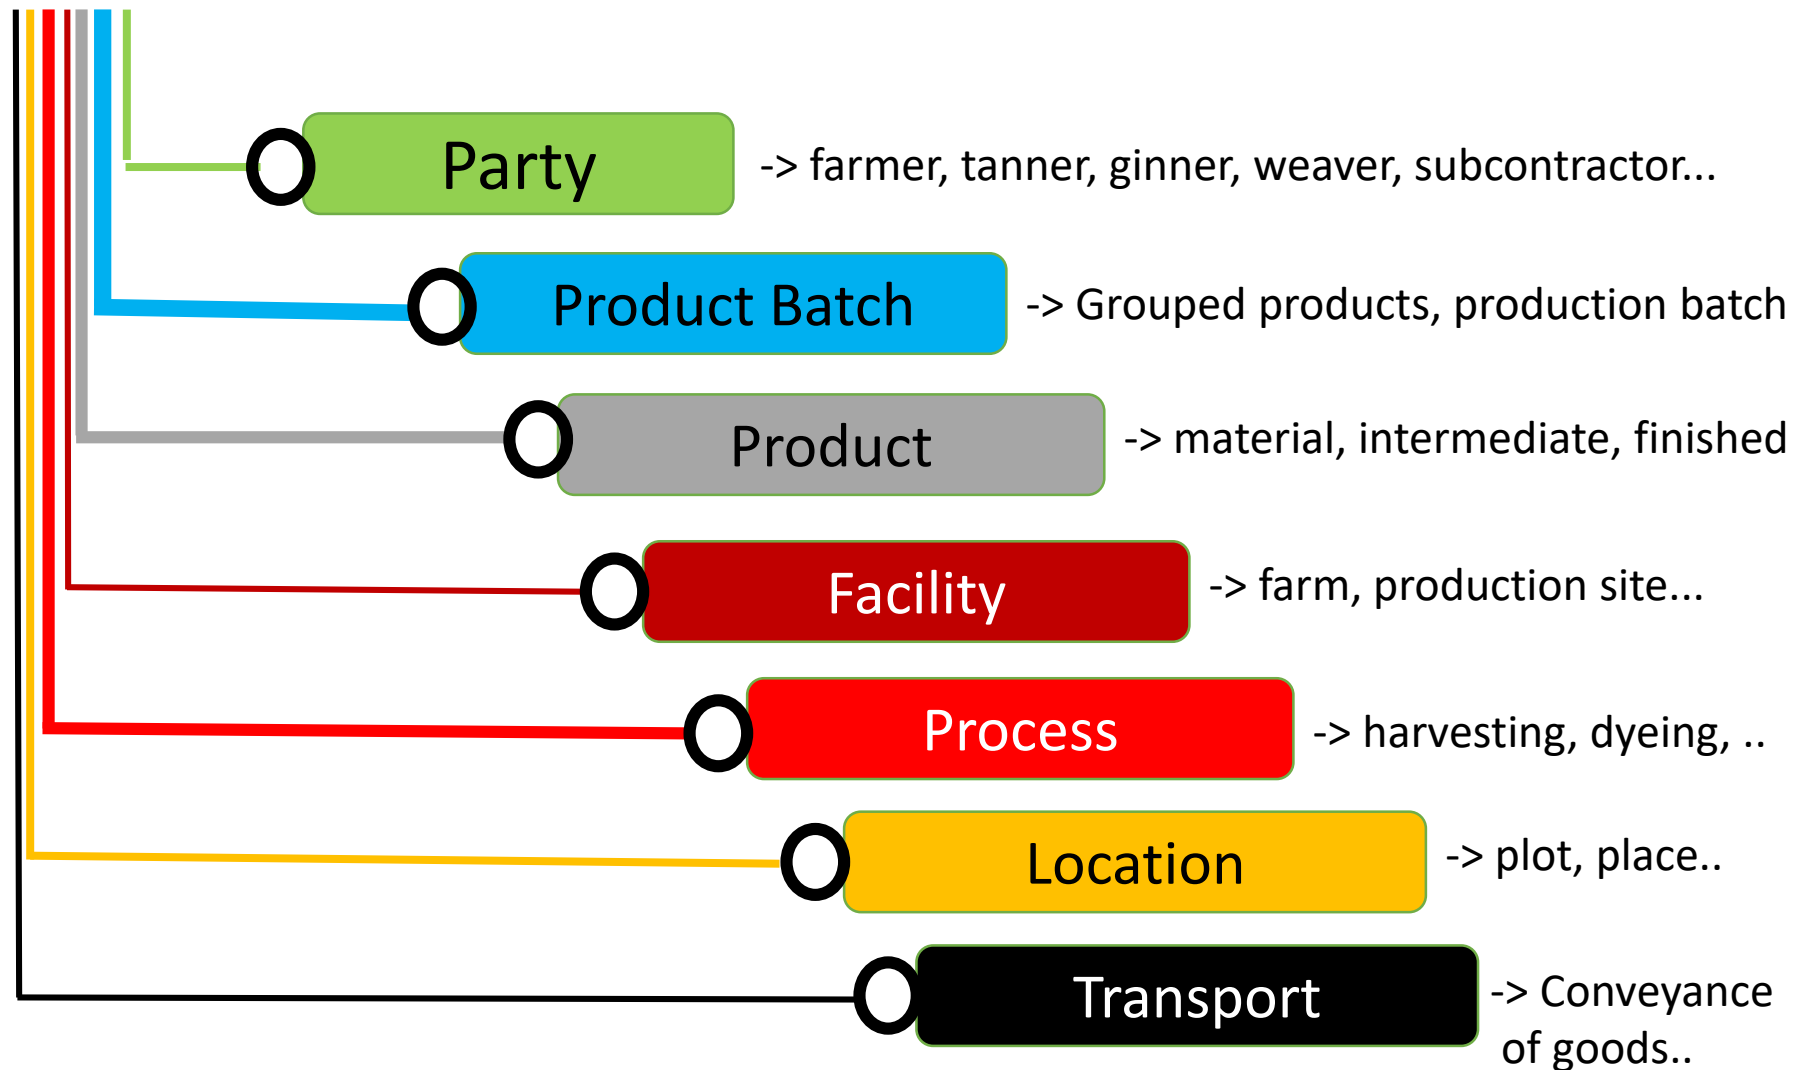 Party -> farmer, tanner, ginner, weaver, subcontractor...
Product Batch -> Grouped products, production batch
Product -> material, intermediate, finished
Facility -> farm, production site...
Process -> harvesting, dyeing, ..
Location -> plot, place..
Transport -> Conveyance
of goods..